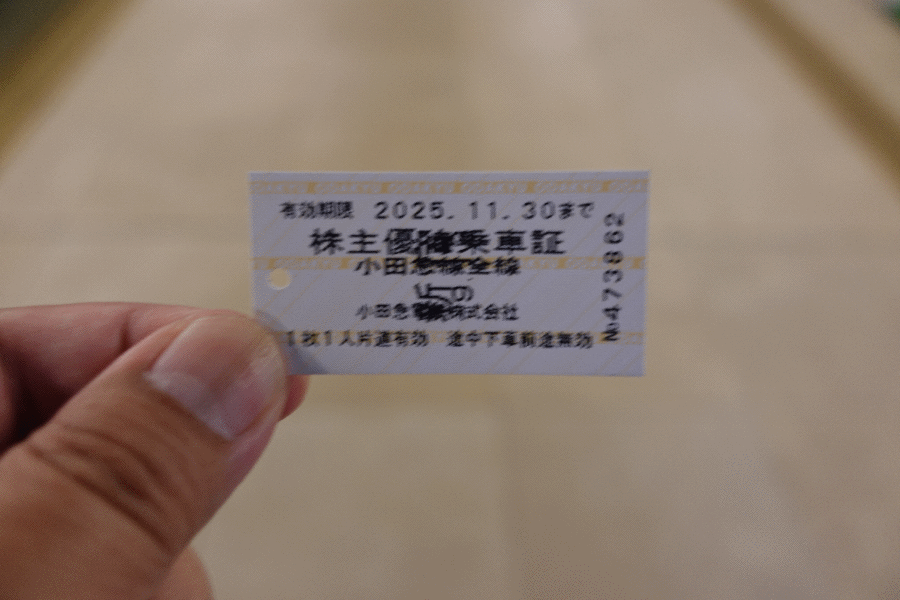 有効期限 2025.11.30まで
株主優待乗車証
小田急線全線
小田急電鉄株式会社
1枚1人片道有効 途中下車前途無効
№473862